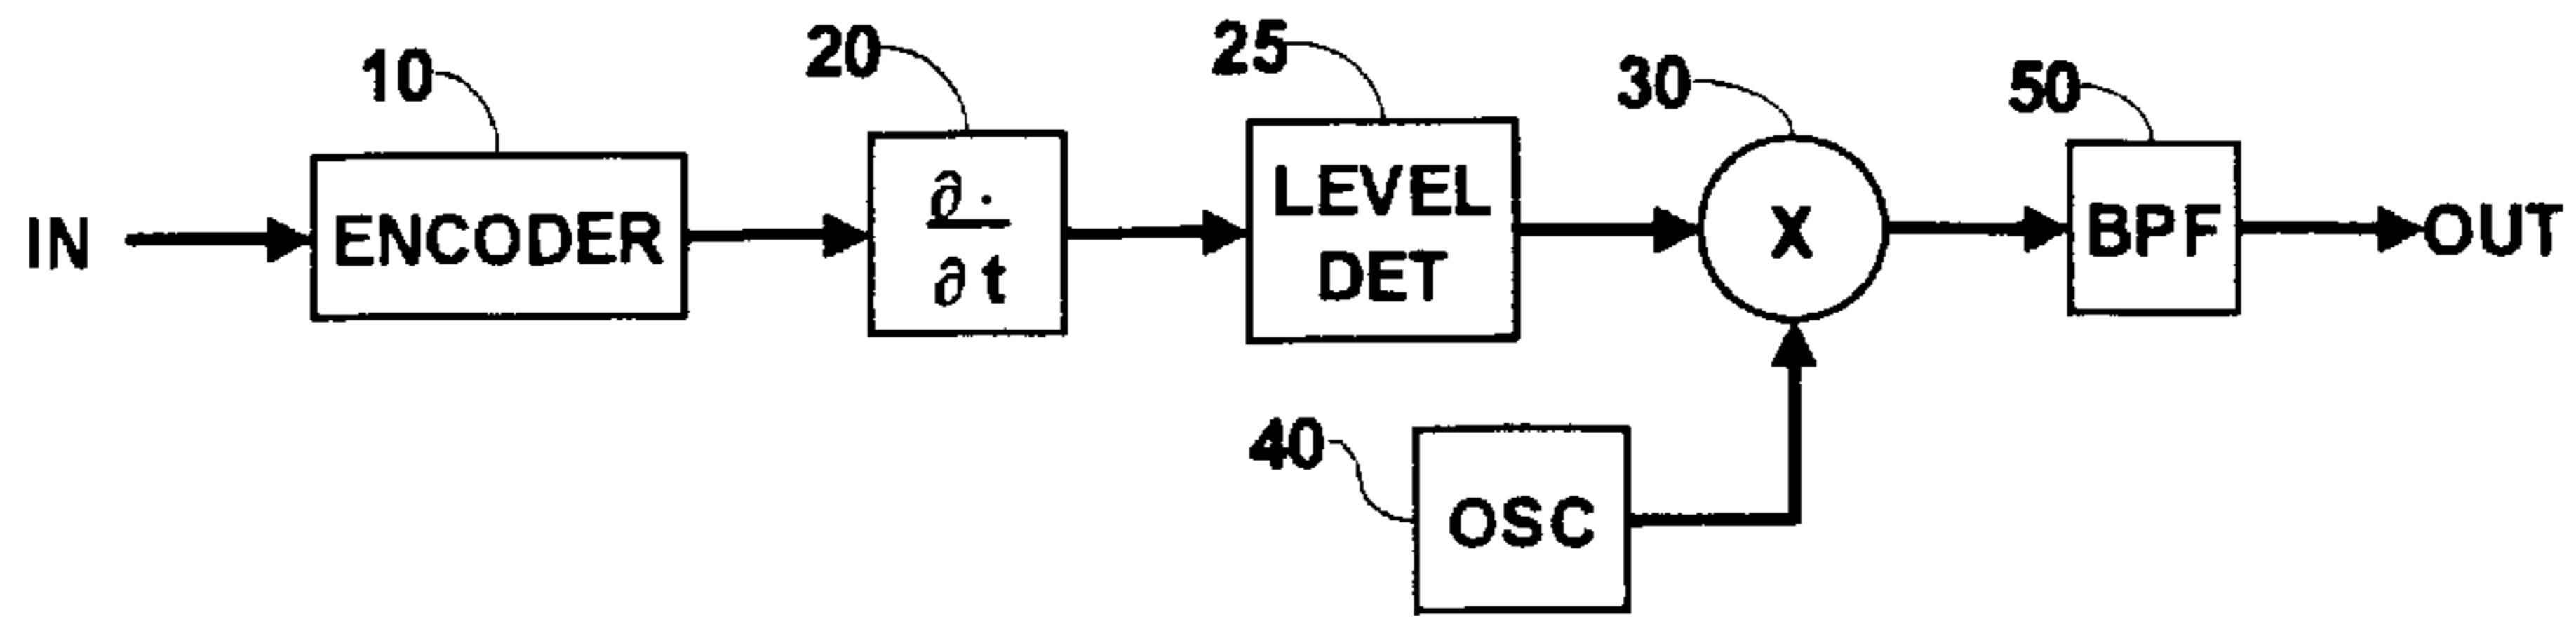 10
20
25
30
50
IN
ENCODER
∂·
∂t
LEVEL
DET
X
BPF
OUT
40
OSC